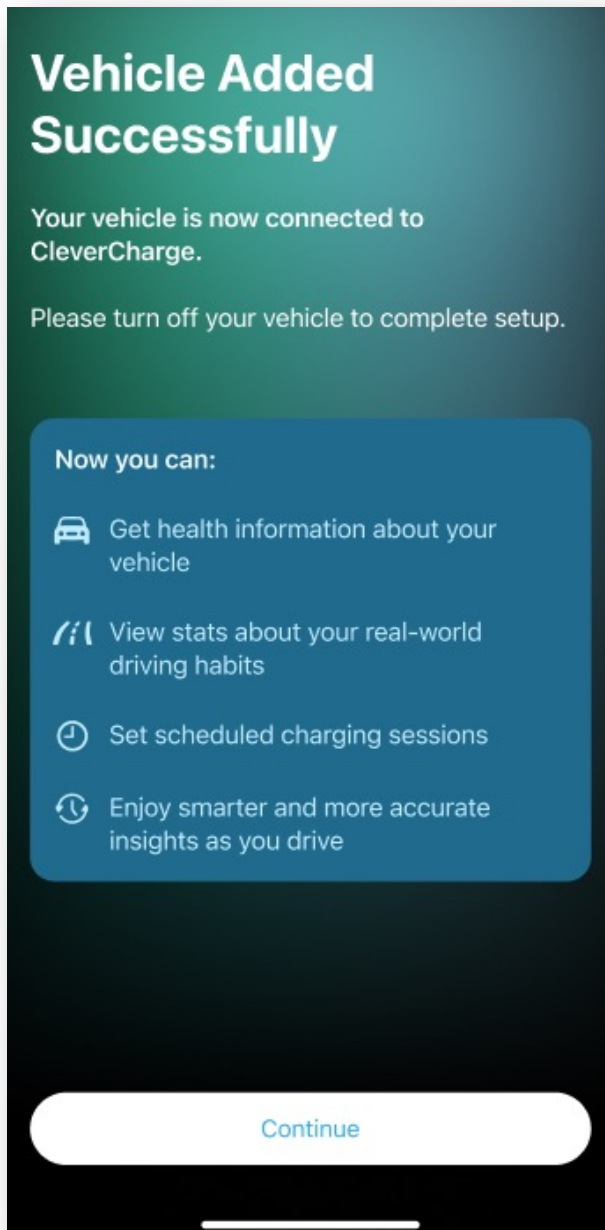 Vehicle Added
Successfully
Your vehicle is now connected to
CleverCharge.
Please turn off your vehicle to complete setup.
Now you can:
Get health information about your
vehicle
View stats about your real-world
driving habits
Set scheduled charging sessions
Enjoy smarter and more accurate
insights as you drive
Continue